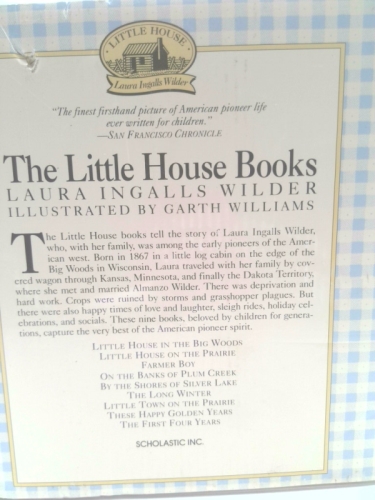 LITTLE HOUSE
Laura Ingalls Wilder
"The finest firsthand picture of American pioneer life
ever written for children."
—SAN FRANCISCO CHRONICLE
The Little House Books
LAURA INGALLS WILDER
ILLUSTRATED BY GARTH WILLIAMS
The Little House books tell the story of Laura Ingalls Wilder,
who, with her family, was among the early pioneers of the Amer-
ican west. Born in 1867 in a little log cabin on the edge of the
Big Woods in Wisconsin, Laura traveled with her family by cov-
ered wagon through Kansas, Minnesota, and finally the Dakota Territory,
where she met and married Almanzo Wilder. There was deprivation and
hard work. Crops were ruined by storms and grasshopper plagues. But
there were also happy times of love and laughter, sleigh rides, holiday cel-
ebrations, and socials. These nine books, beloved by children for genera-
tions, capture the very best of the American pioneer spirit.
LITTLE HOUSE IN THE BIG WOODS
LITTLE HOUSE ON THE PRAIRIE
FARMER BOY
ON THE BANKS OF PLUM CREEK
BY THE SHORES OF SILVER LAKE
THE LONG WINTER
LITTLE TOWN ON THE PRAIRIE
THESE HAPPY GOLDEN YEARS
THE FIRST FOUR YEARS
SCHOLASTIC INC.